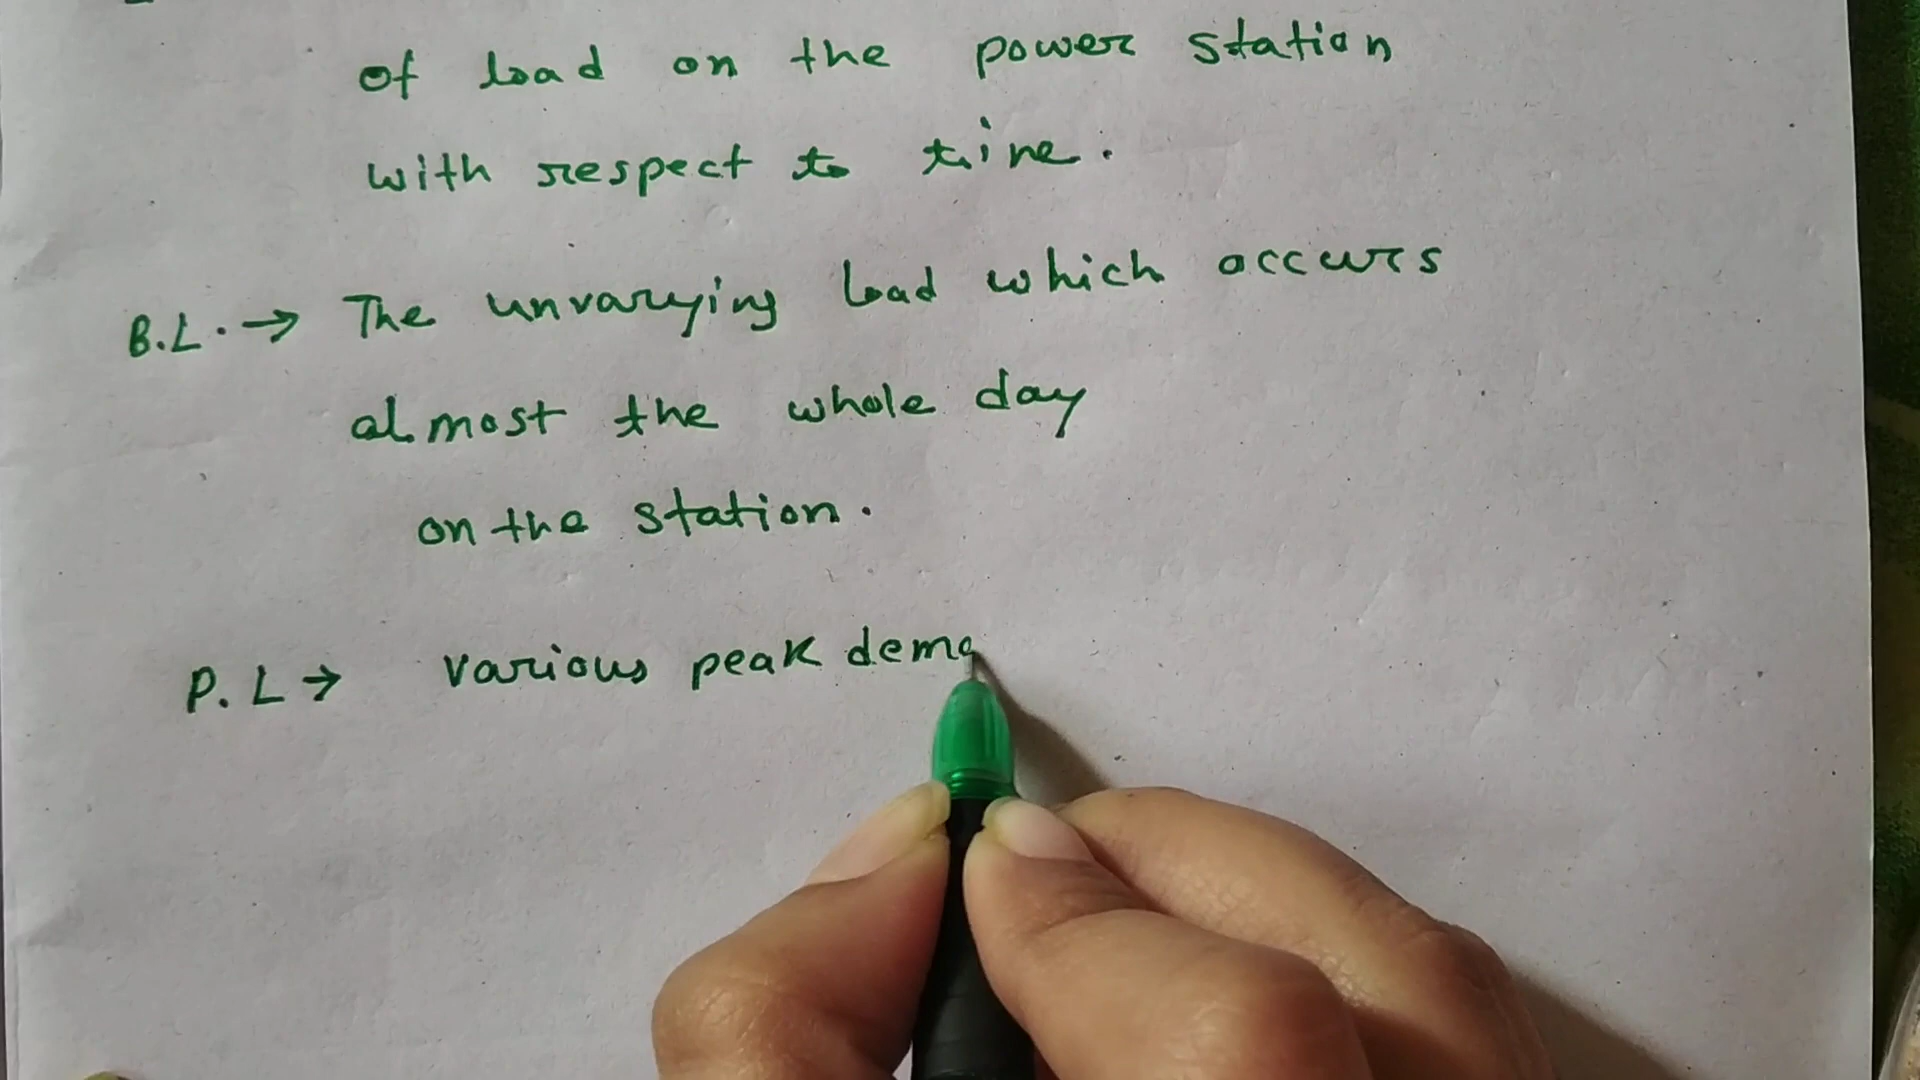 of load on the power station
with respect to time.
B.L. → The unvarying load which occurs
almost the whole day
on the station.
P. L → various peak dema